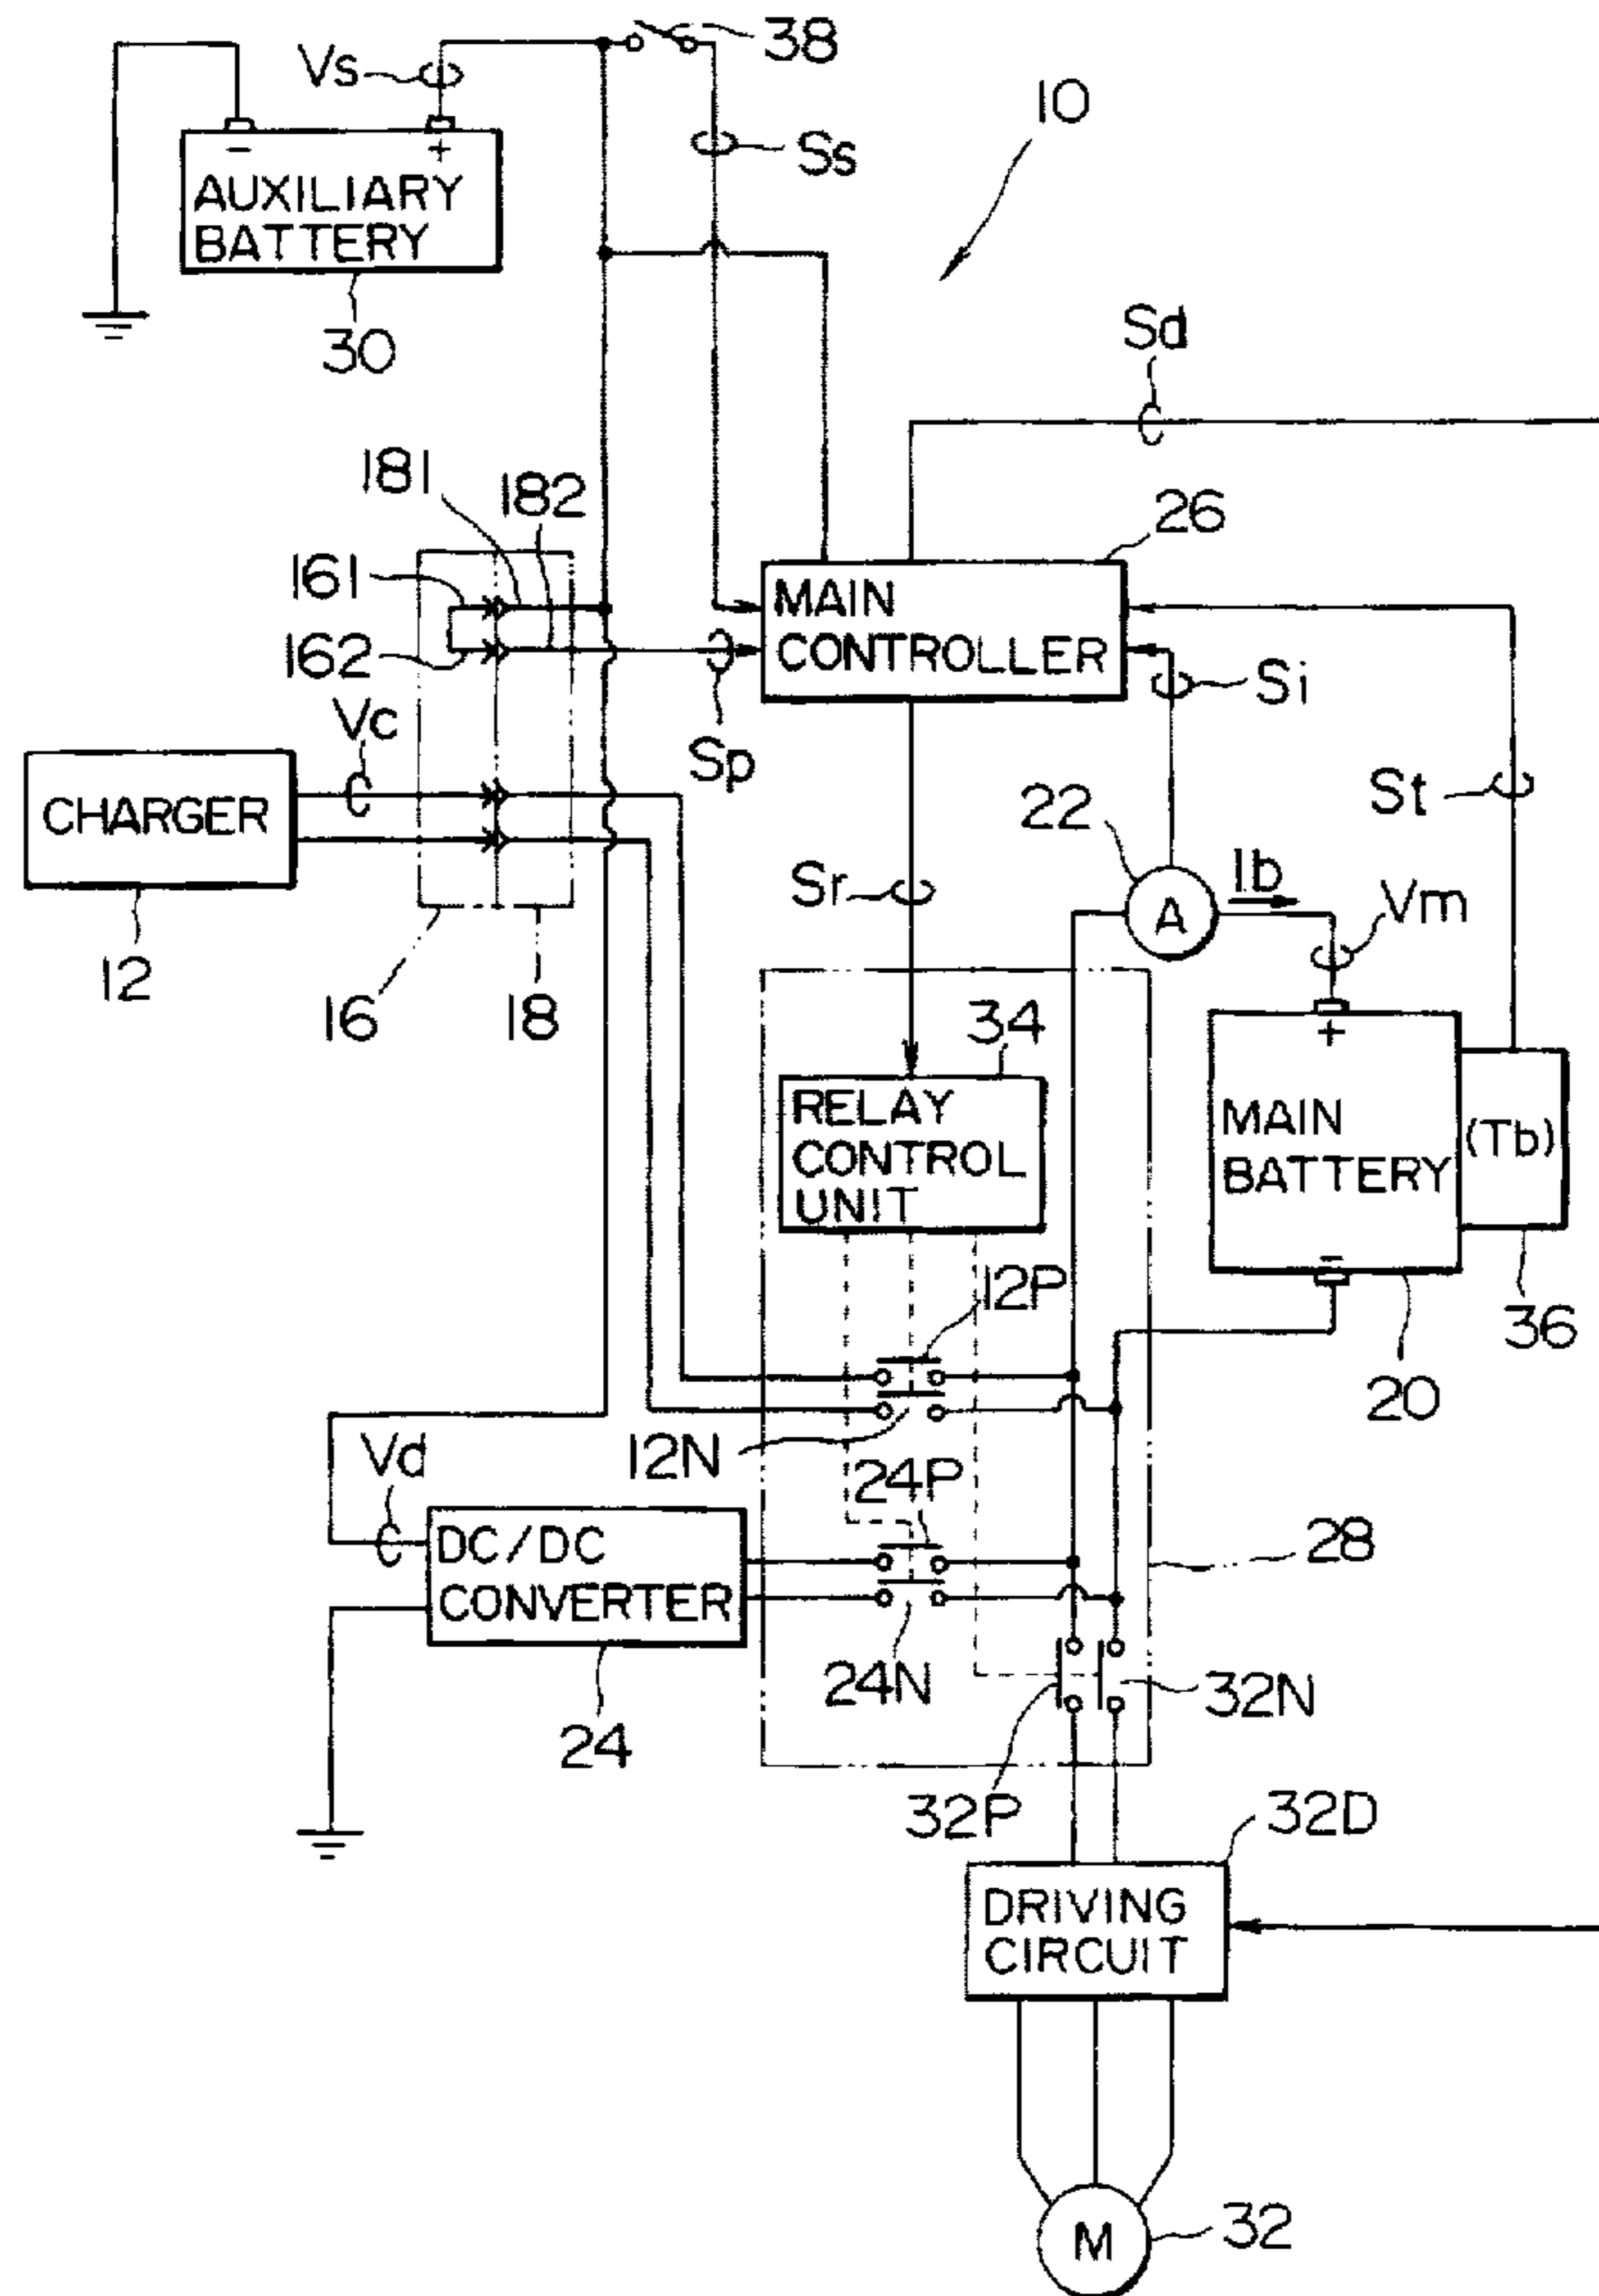 38
Vs
10
Ss
-
+
AUXILIARY
BATTERY
30
Sd
181
182
26
161
MAIN
CONTROLLER
162
Si
Vc
Sp
St
CHARGER
22
Ib
Sr
Vm
A
12
16
18
34
+
RELAY
CONTROL
UNIT
MAIN
BATTERY
(Tb)
-
12P
36
20
12N
24P
Vd
28
DC/DC
CONVERTER
24N
32N
24
32P
32D
DRIVING
CIRCUIT
M
32